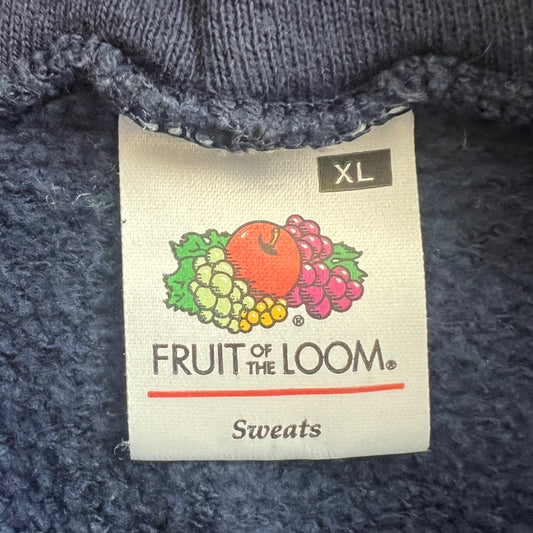 XL
®
FRUIT OF THE LOOM®
Sweats